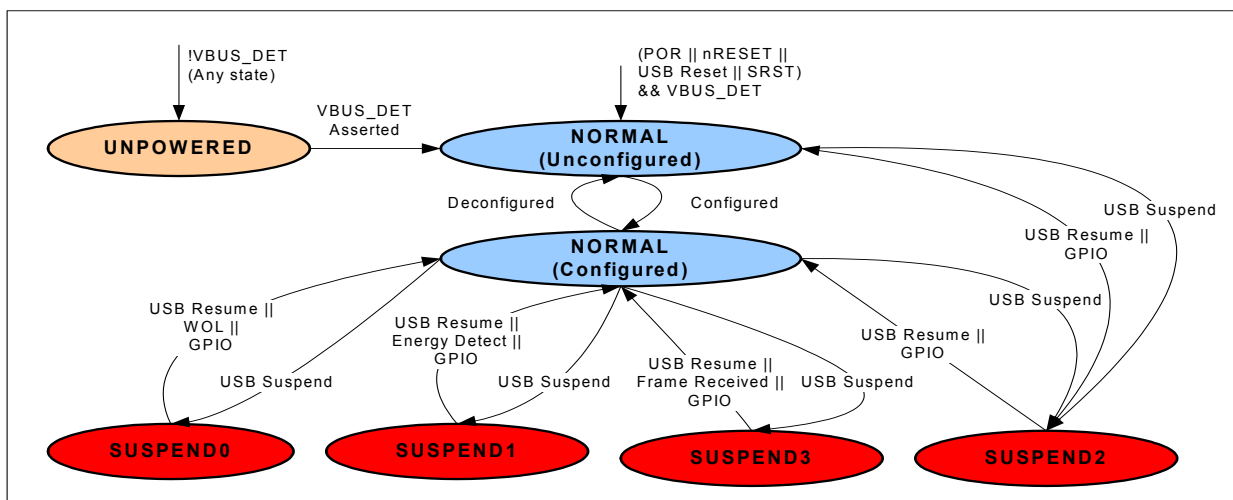 !VBUS_DET
(Any state)
(POR || nRESET ||
USB Reset || SRST)
&& VBUS_DET
VBUS_DET
Asserted
UNPOWERED
NORMAL
(Unconfigured)
Deconfigured
Configured
USB Suspend
USB Resume ||
GPIO
NORMAL
(Configured)
USB Resume ||
WOL ||
GPIO
USB Suspend
USB Resume ||
Energy Detect ||
GPIO
USB Suspend
USB Resume ||
Frame Received ||
GPIO
USB Suspend
USB Resume ||
GPIO
USB Suspend
SUSPEND0
SUSPEND1
SUSPEND3
SUSPEND2